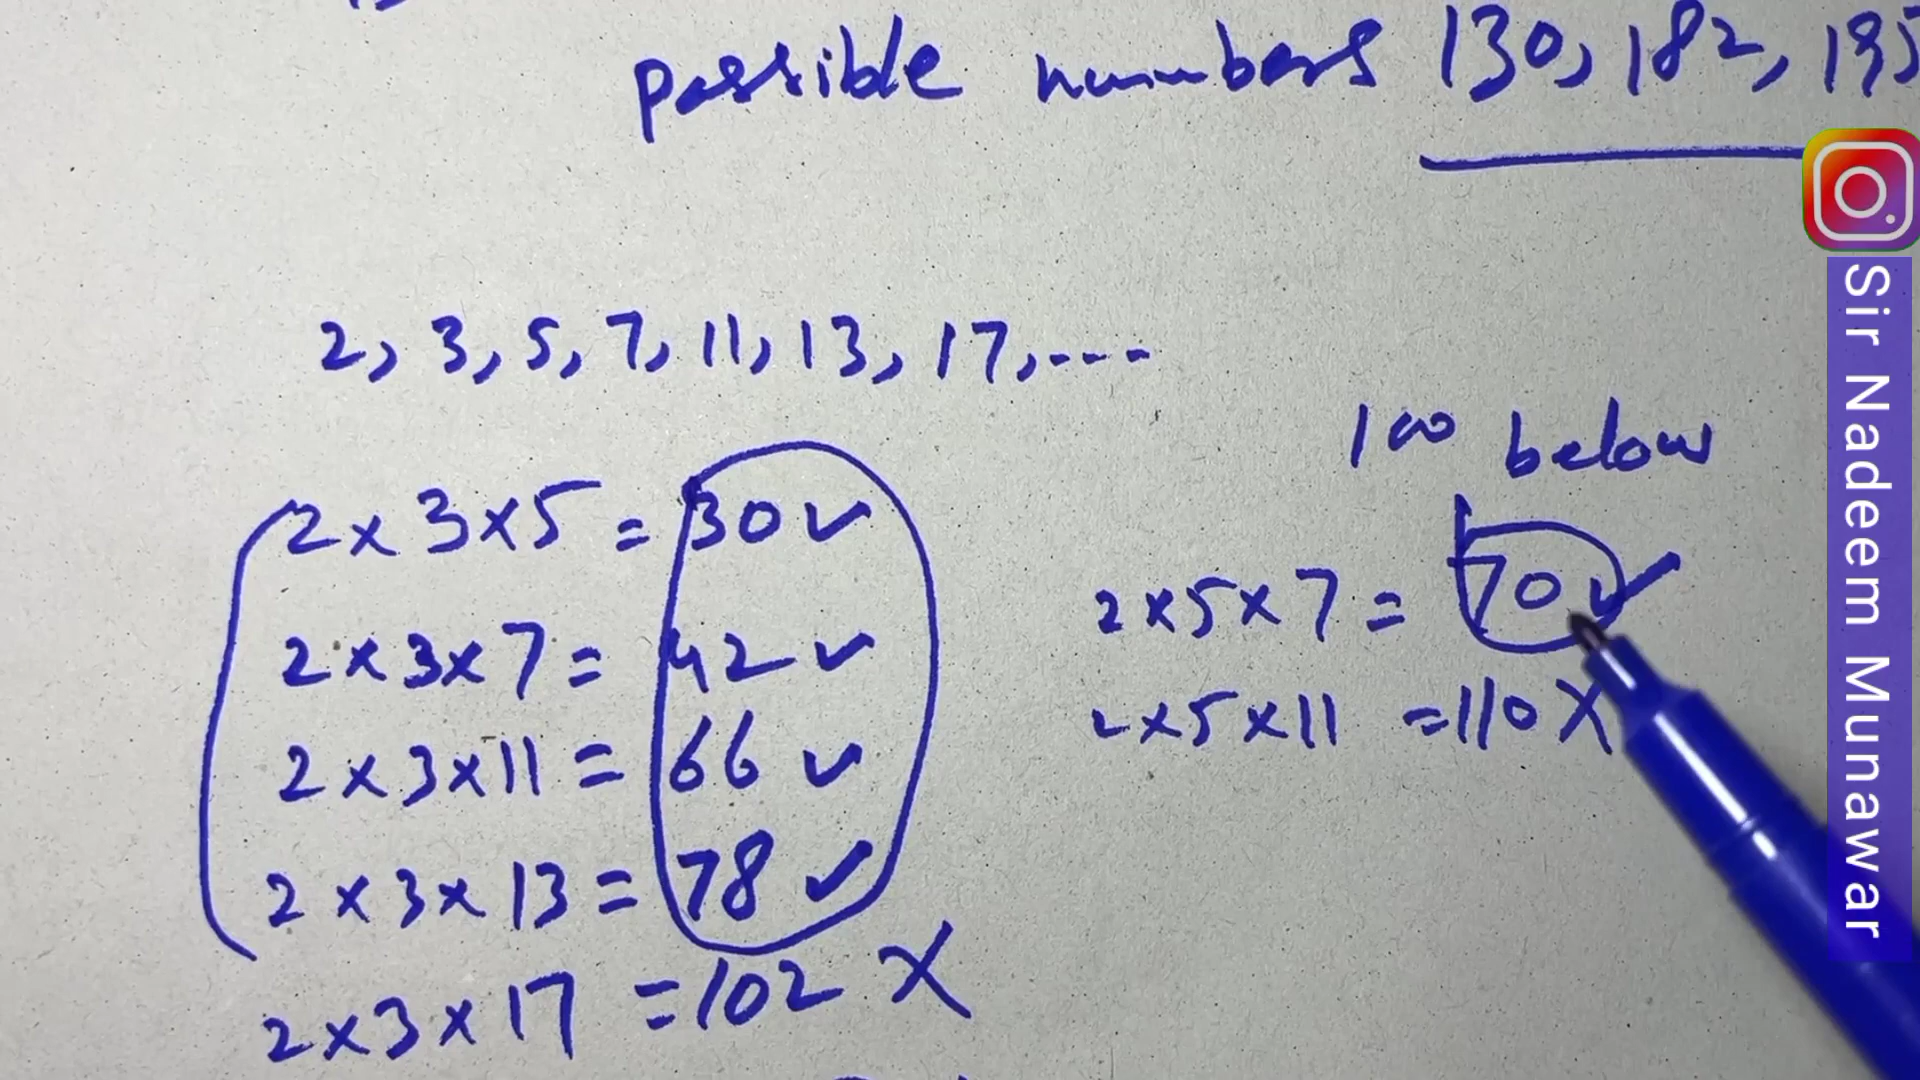 possible numbers 130, 182, 195
2, 3, 5, 7, 11, 13, 17, ...
100 below
2 x 3 x 5 = 30 ✓
2 x 3 x 7 = 42 ✓
2 x 3 x 11 = 66 ✓
2 x 3 x 13 = 78 ✓
2 x 3 x 17 = 102 X
2 x 5 x 7 = 70 ✓
2 x 5 x 11 = 110 X
Sir Nadeem Munawar